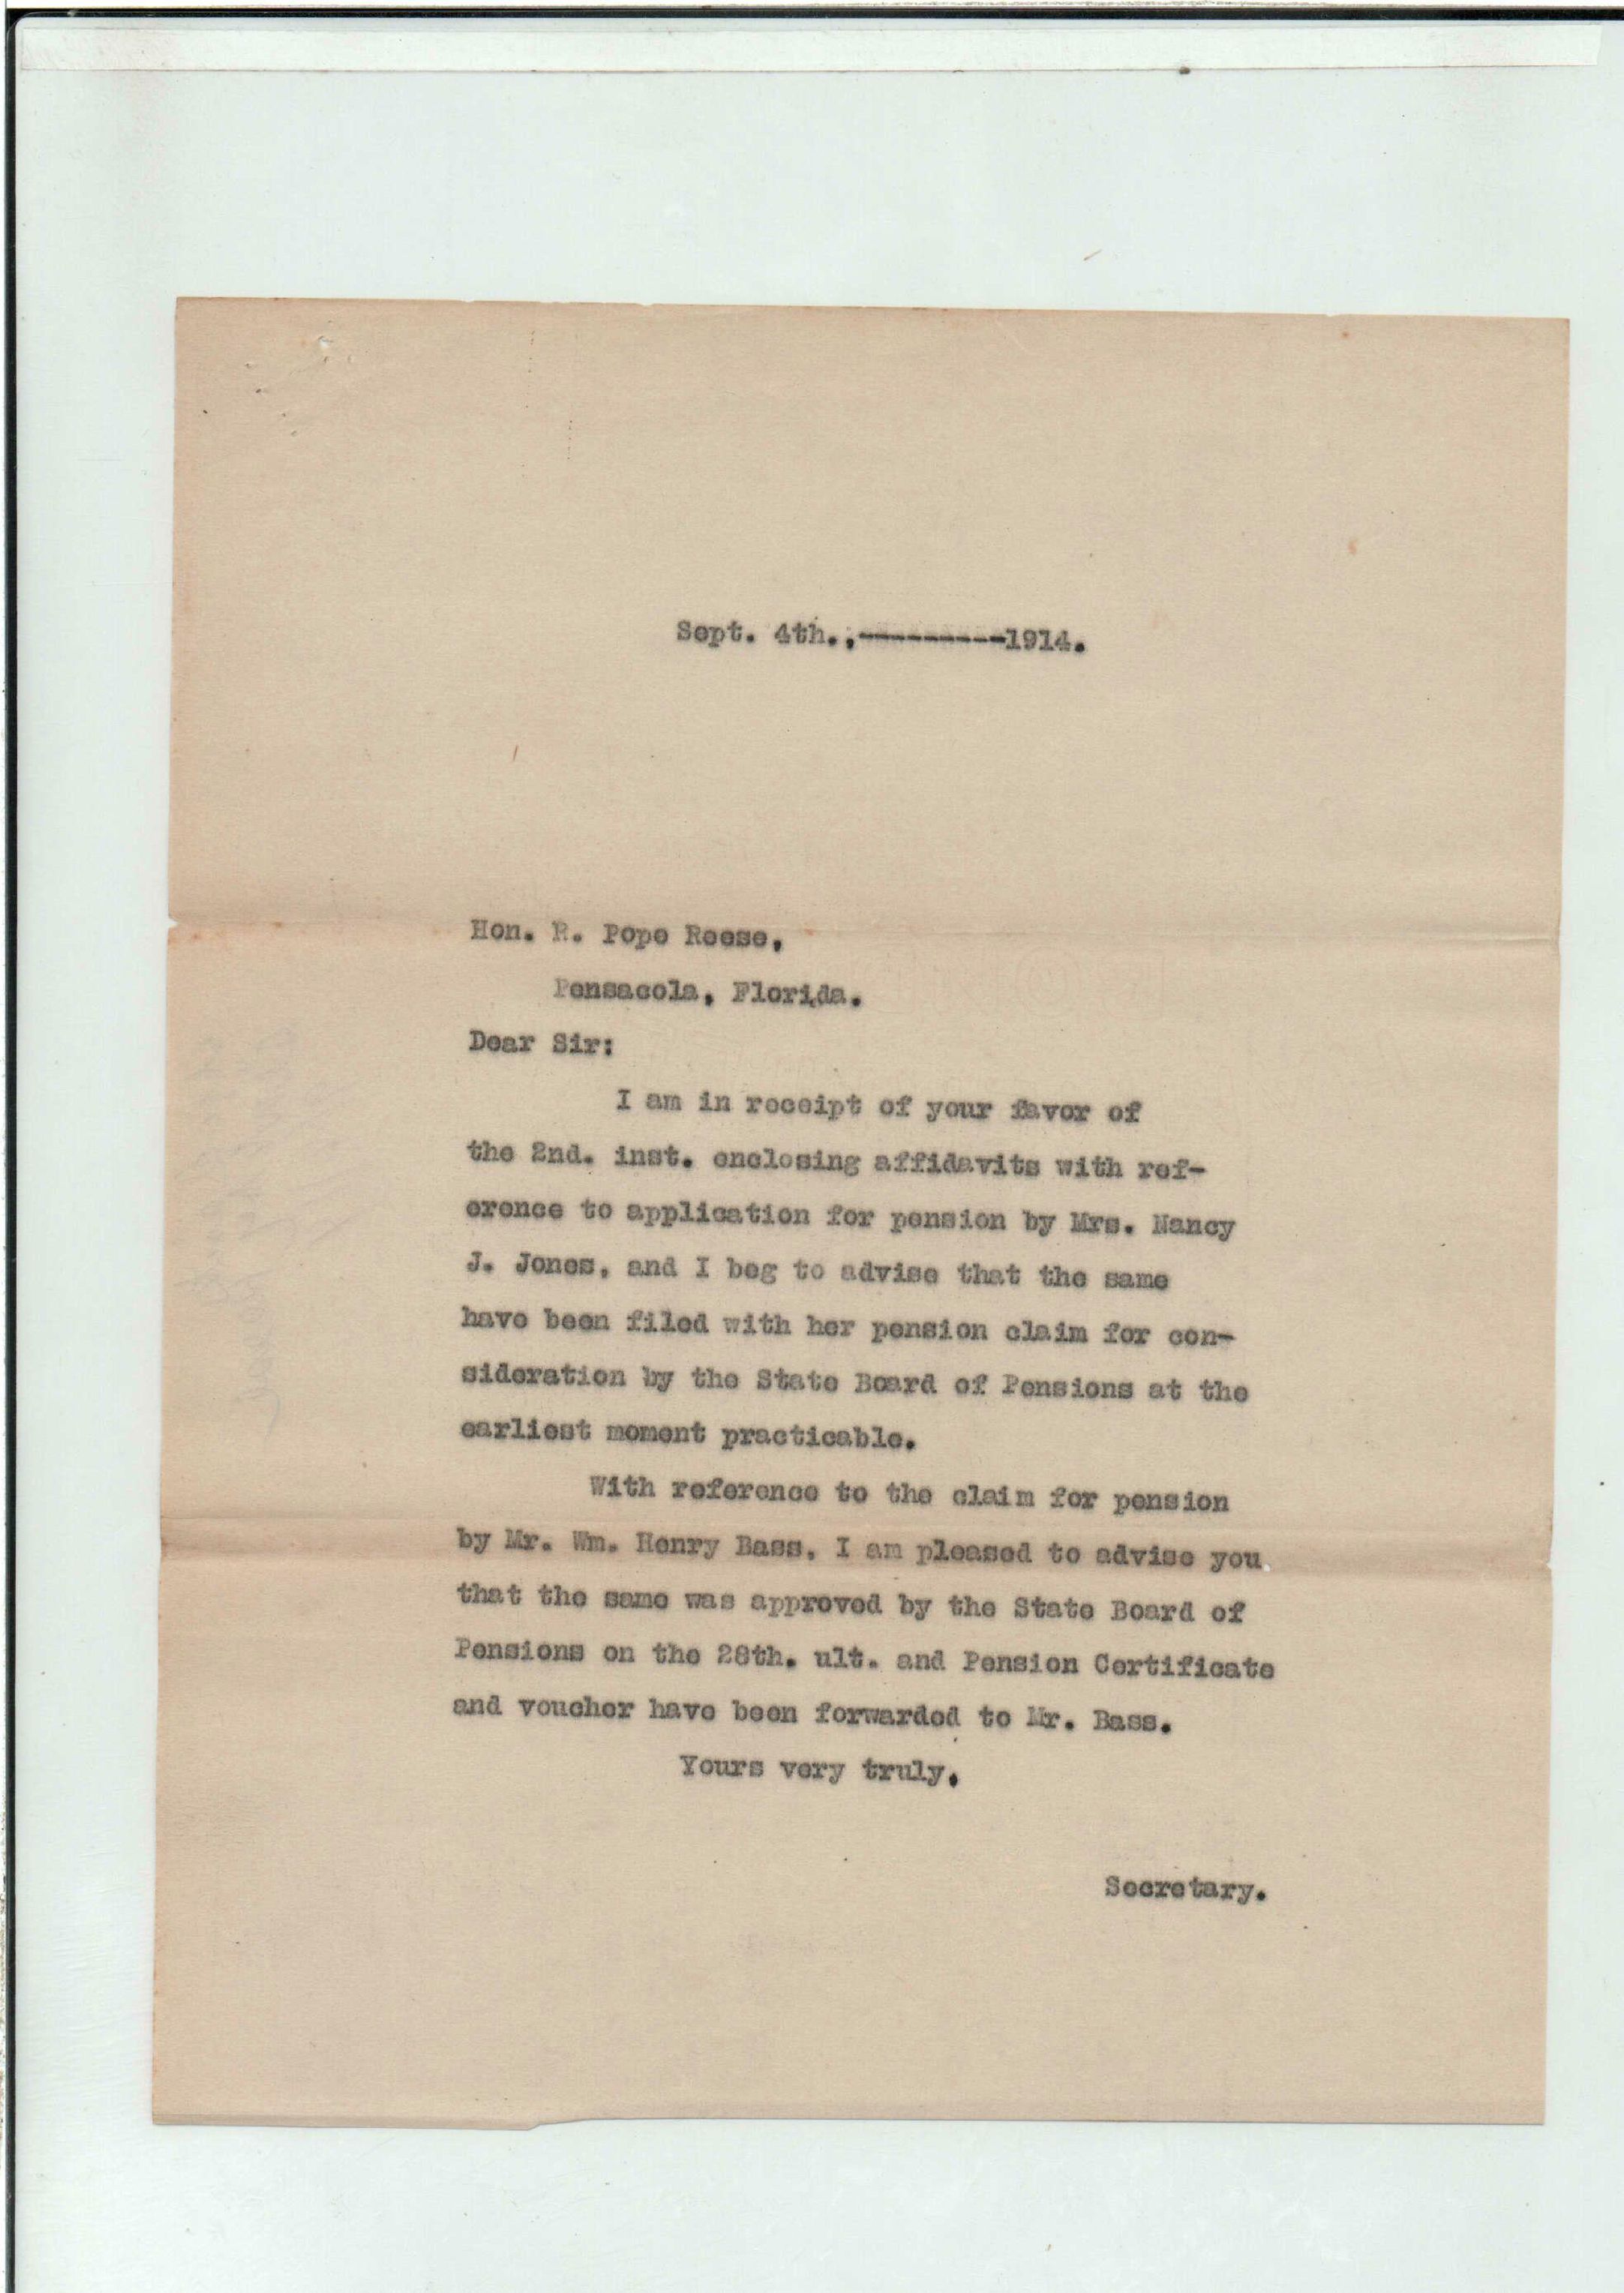 Sept. 4th.,---------1914.
Hon. R. Pope Reese,
Pensacola, Florida.
Dear Sir:
I am in receipt of your favor of
the 2nd. inst. enclosing affidavits with ref-
erence to application for pension by Mrs. Nancy
J. Jones, and I beg to advise that the same
have been filed with her pension claim for con-
sideration by the State Board of Pensions at the
earliest moment practicable.
With reference to the claim for pension
by Mr. Wm. Henry Bass, I am pleased to advise you
that the same was approved by the State Board of
Pensions on the 28th. ult. and Pension Certificate
and voucher have been forwarded to Mr. Bass.
Yours very truly,
Secretary.